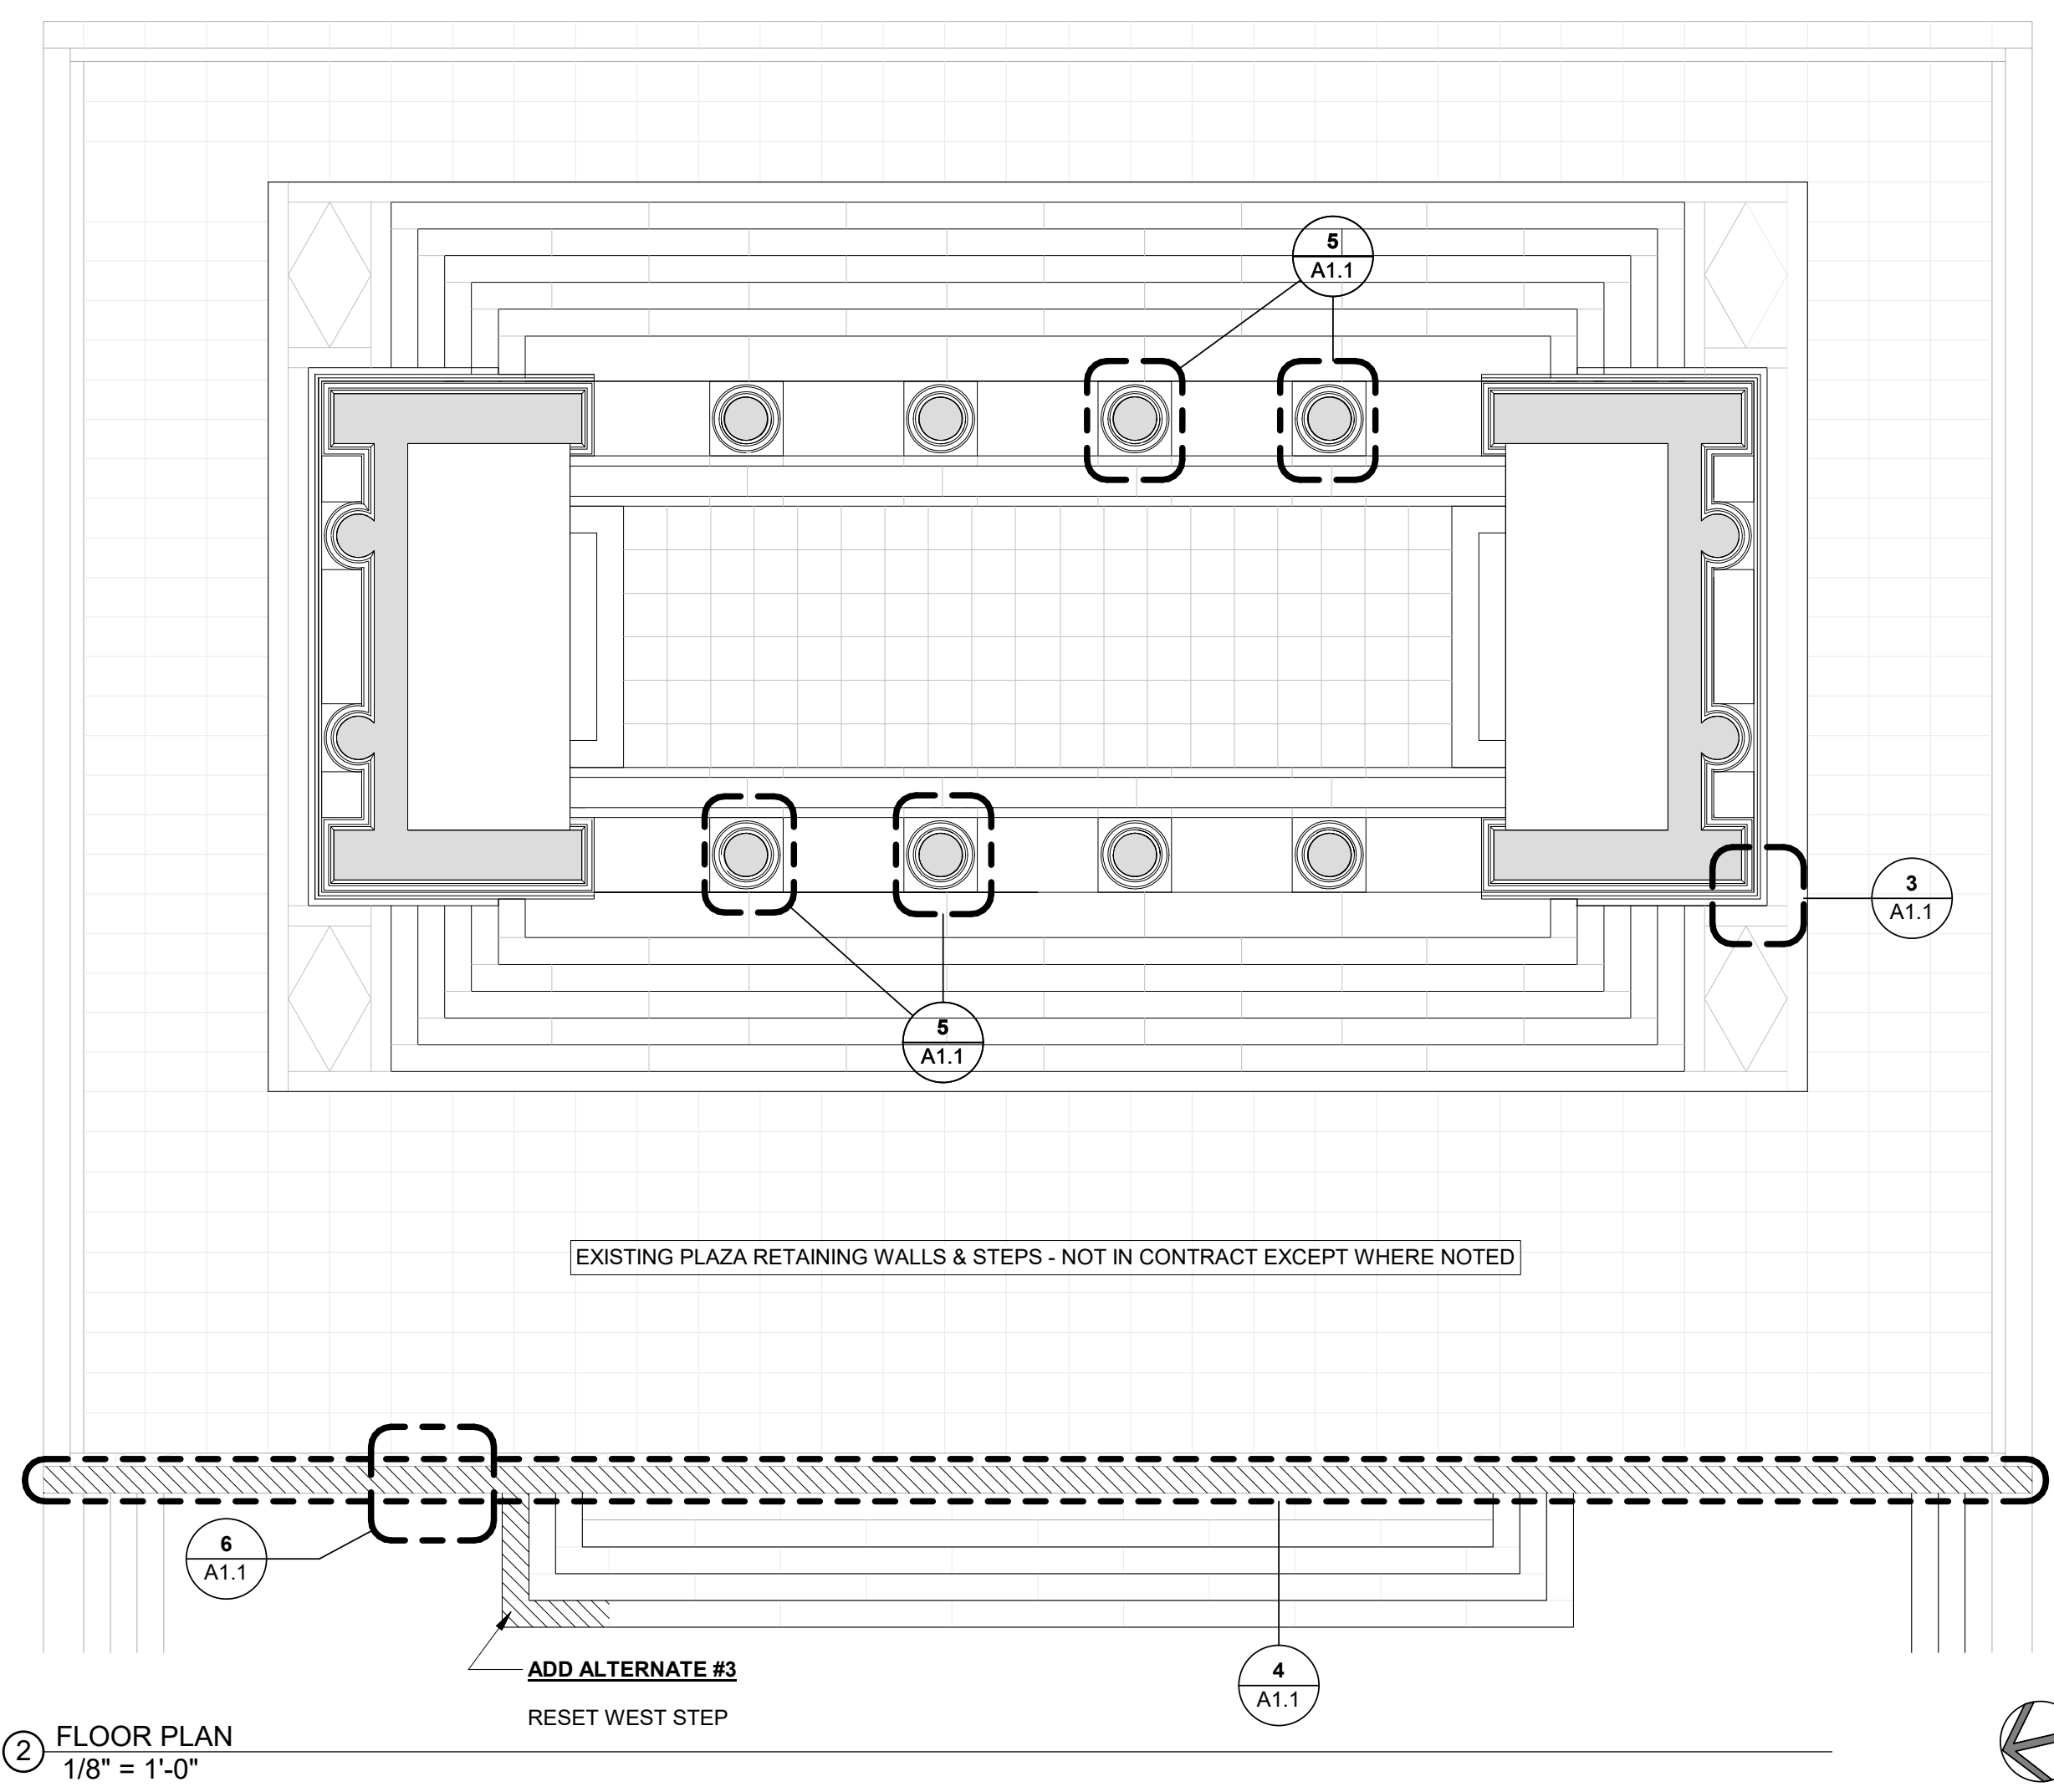 5
A1.1
3
A1.1
5
A1.1
EXISTING PLAZA RETAINING WALLS & STEPS - NOT IN CONTRACT EXCEPT WHERE NOTED
6
A1.1
ADD ALTERNATE #3
RESET WEST STEP
4
A1.1
2 FLOOR PLAN
1/8" = 1'-0"